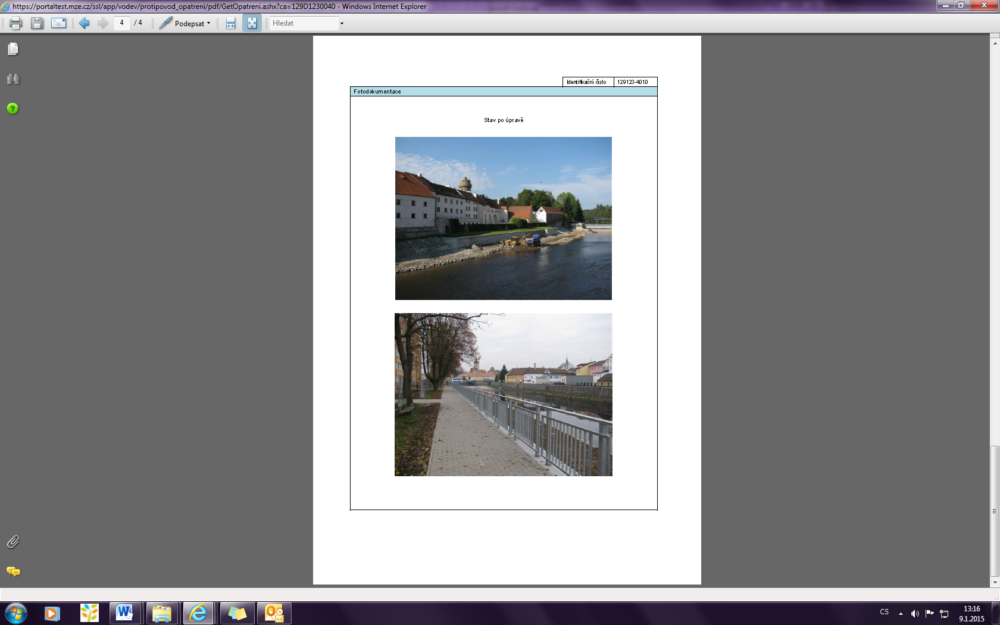 https://portaltest.mze.cz/ssl/app/vodev/protipovod_opatreni/pdf/GetOpatreni.ashx?ca=129D1230040 - Windows Internet Explorer
4 / 4 Podepsat Hledat
Identifikační číslo 129123-4010
Fotodokumentace
Stav po úpravě
CS
13:16
9.1.2015